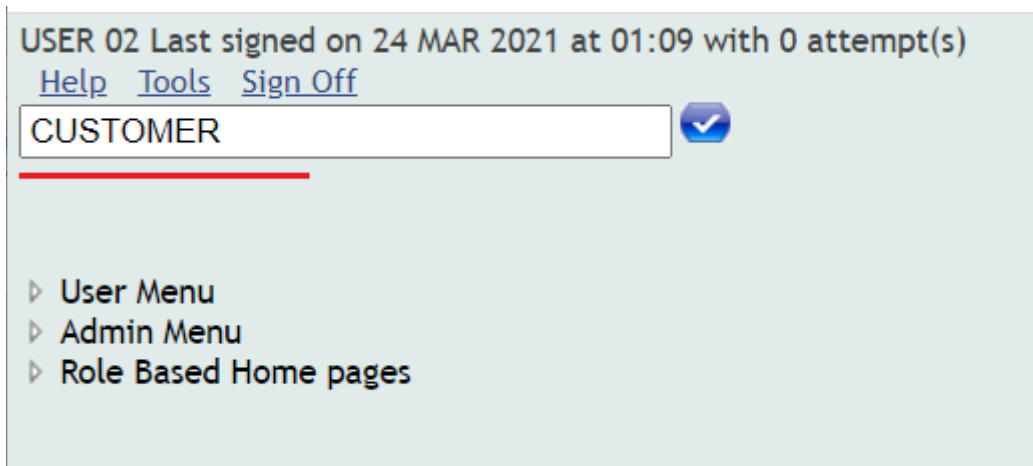 USER 02 Last signed on 24 MAR 2021 at 01:09 with 0 attempt(s)
Help Tools Sign Off
CUSTOMER
User Menu
Admin Menu
Role Based Home pages